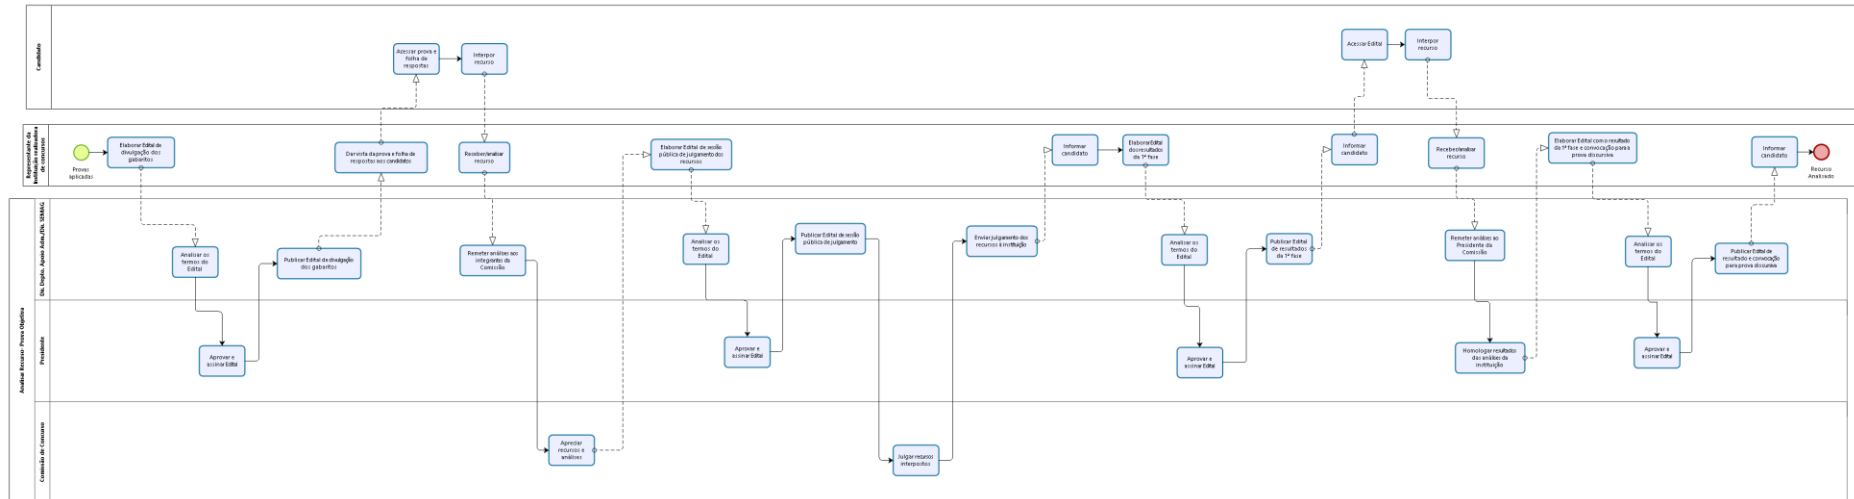 Candidato
Acessar prova e
folha de
respostas
Interpor
recurso
Acessar Edital
Interpor
recurso
Representante da
Instituição realizadora
de concursos
Provas
aplicadas
Elaborar Edital de
divulgação dos
gabaritos
Dar vista da prova e folha de
respostas aos candidatos
Receber/analisar
recurso
Elaborar Edital de sessão
pública de julgamento dos
recursos
Informar
candidato
Elaborar Edital
dos resultados
da 1ª fase
Informar
candidato
Receber/analisar
recurso
Elaborar Edital com o resultado
da 1ª fase e convocação para a
prova discursiva
Informar
candidato
Recurso
Analisado
Analisar Recurso- Prova Objetiva
Div. Deplo. Apoio Adm./Div. SEMAG
Analisar os
termos do
Edital
Publicar Edital de divulgação
dos gabaritos
Remeter análises aos
integrantes da
Comissão
Analisar os
termos do
Edital
Publicar Edital de sessão
pública de julgamento
Enviar julgamento dos
recursos à instituição
Analisar os
termos do
Edital
Publicar Edital
de resultados
da 1ª fase
Remeter análises ao
Presidente da
Comissão
Analisar os
termos do
Edital
Publicar Edital de
resultado e convocação
para prova discursiva
Presidente
Aprovar e
assinar Edital
Aprovar e
assinar Edital
Aprovar e
assinar Edital
Homologar resultados
das análises da
instituição
Aprovar e
assinar Edital
Comissão de Concurso
Apreciar
recursos e
análises
Julgar recursos
interpostos